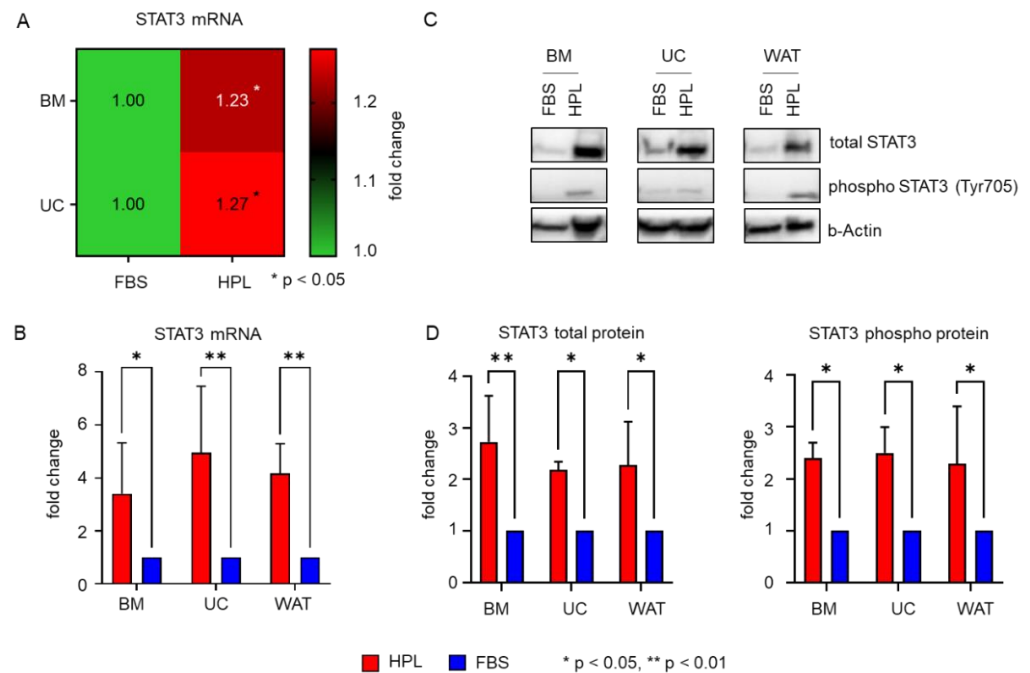 A
STAT3 mRNA
BM
1.00
1.23 *
UC
1.00
1.27 *
FBS
HPL
* p < 0.05
1.2
1.1
1.0
fold change
C
BM
UC
WAT
FBS
HPL
FBS
HPL
FBS
HPL
total STAT3
phospho STAT3 (Tyr705)
b-Actin
B
STAT3 mRNA
*
**
**
8
6
4
2
0
fold change
BM
UC
WAT
D
STAT3 total protein
**
*
*
4
3
2
1
0
fold change
BM
UC
WAT
STAT3 phospho protein
*
*
*
4
3
2
1
0
fold change
BM
UC
WAT
HPL
FBS
* p < 0.05, ** p < 0.01